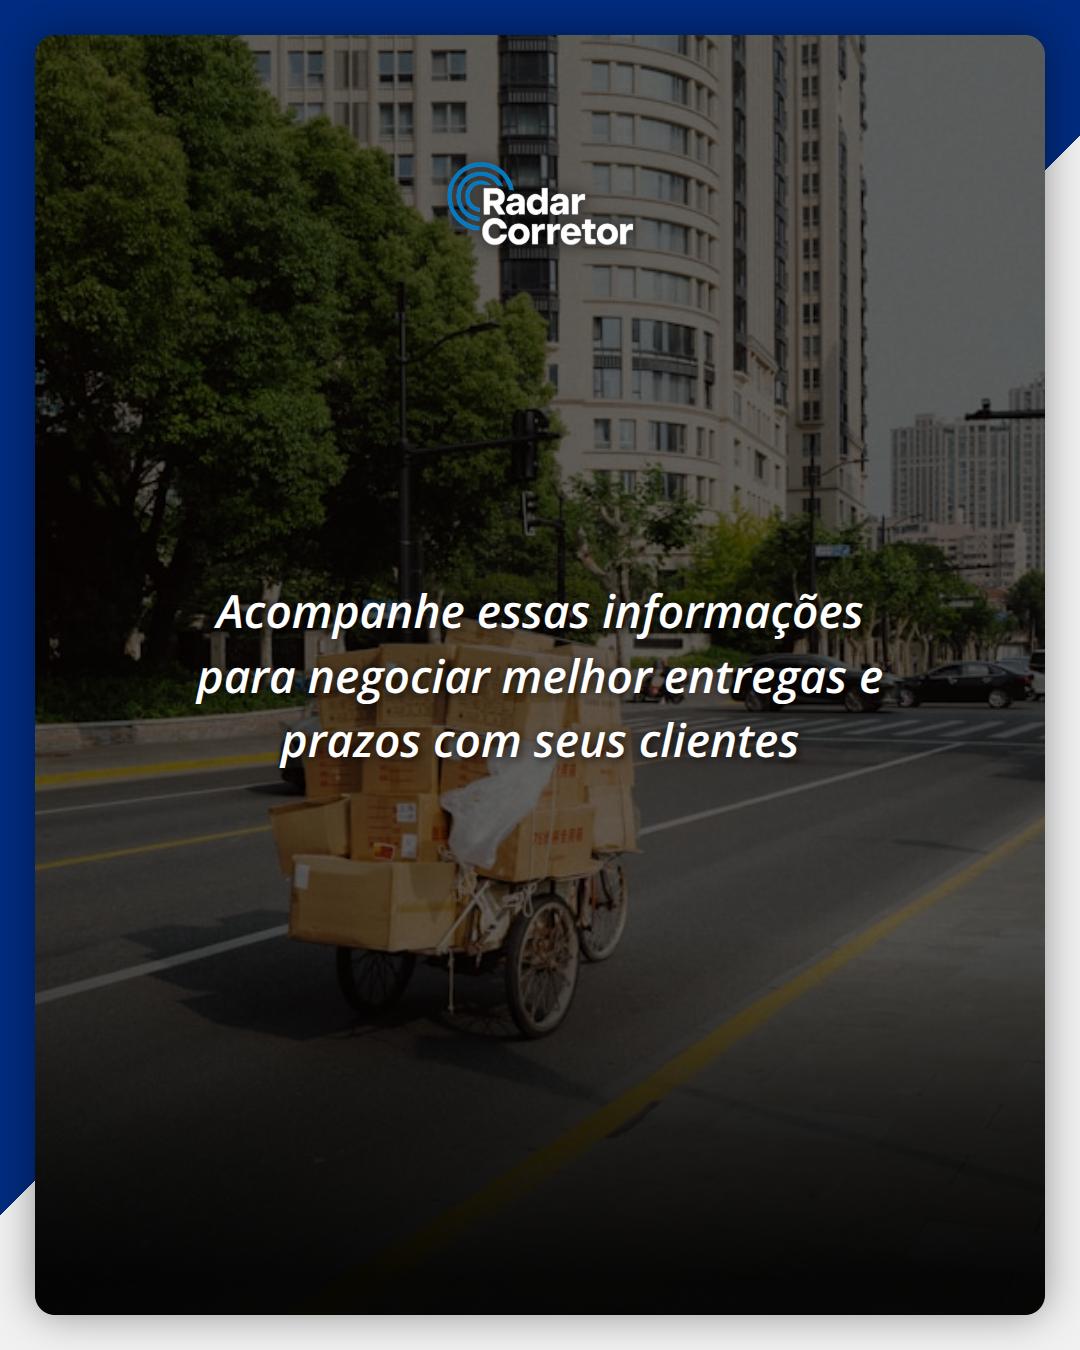 Radar
Corretor
Acompanhe essas informações
para negociar melhor entregas e
prazos com seus clientes